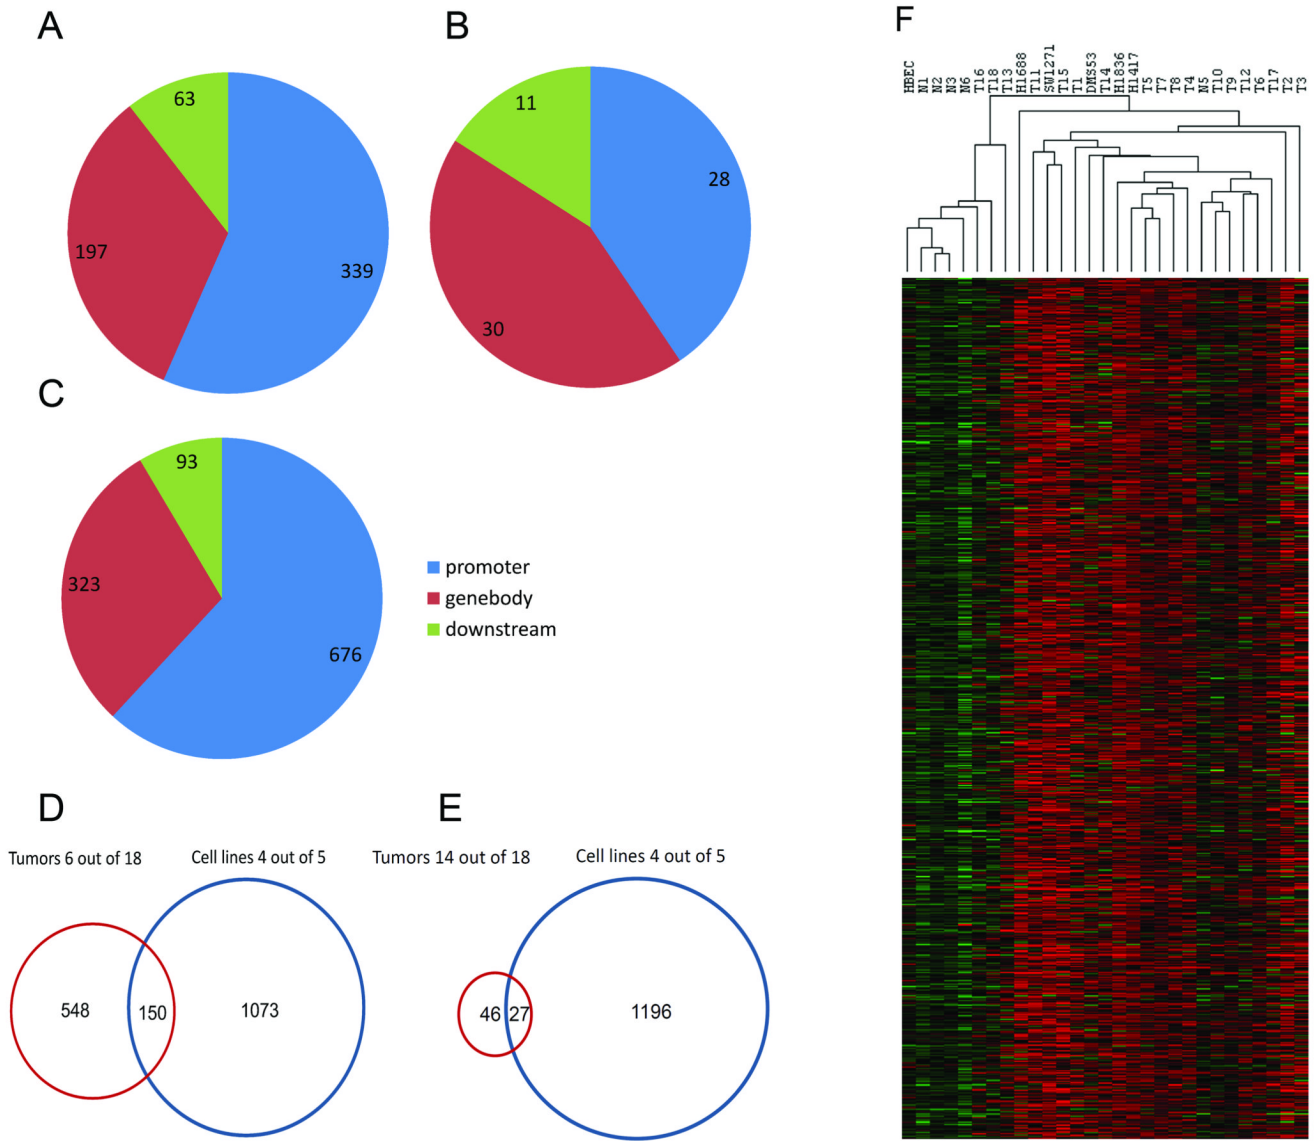 A
63
197
339
B
11
28
30
C
93
323
676
promoter
genebody
downstream
D
Tumors 6 out of 18
Cell lines 4 out of 5
548
150
1073
E
Tumors 14 out of 18
Cell lines 4 out of 5
46
27
1196
F
HBEC
N1
N2
N3
N6
T16
T18
T13
H1688
T11
SW1271
T15
T1
DMS53
T14
H1836
H1417
T5
T7
T8
T4
N5
T10
T9
T12
T6
T17
T2
T3